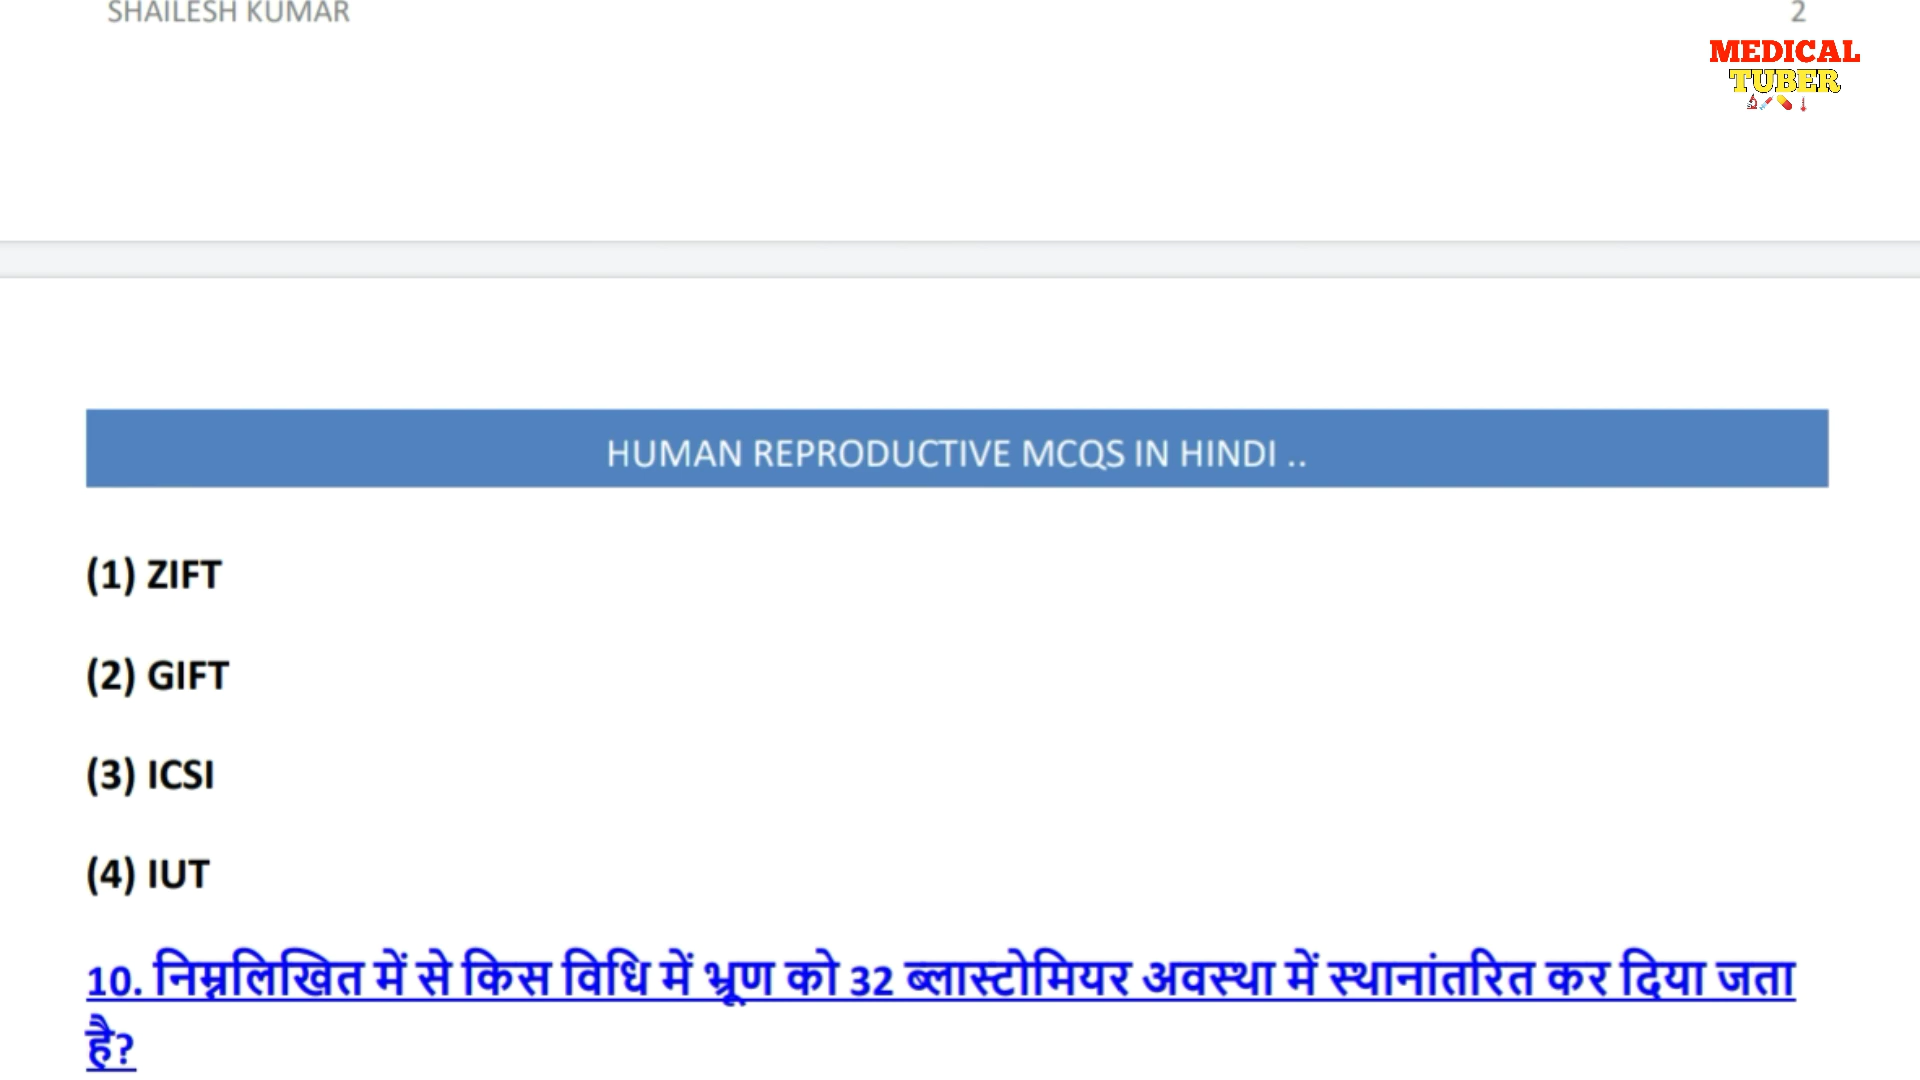 SHAILESH KUMAR 2
MEDICAL
TUBER
HUMAN REPRODUCTIVE MCQS IN HINDI ..
(1) ZIFT
(2) GIFT
(3) ICSI
(4) IUT
10. निम्नलिखित में से किस विधि में भ्रूण को 32 ब्लास्टोमियर अवस्था में स्थानांतरित कर दिया जता
है?